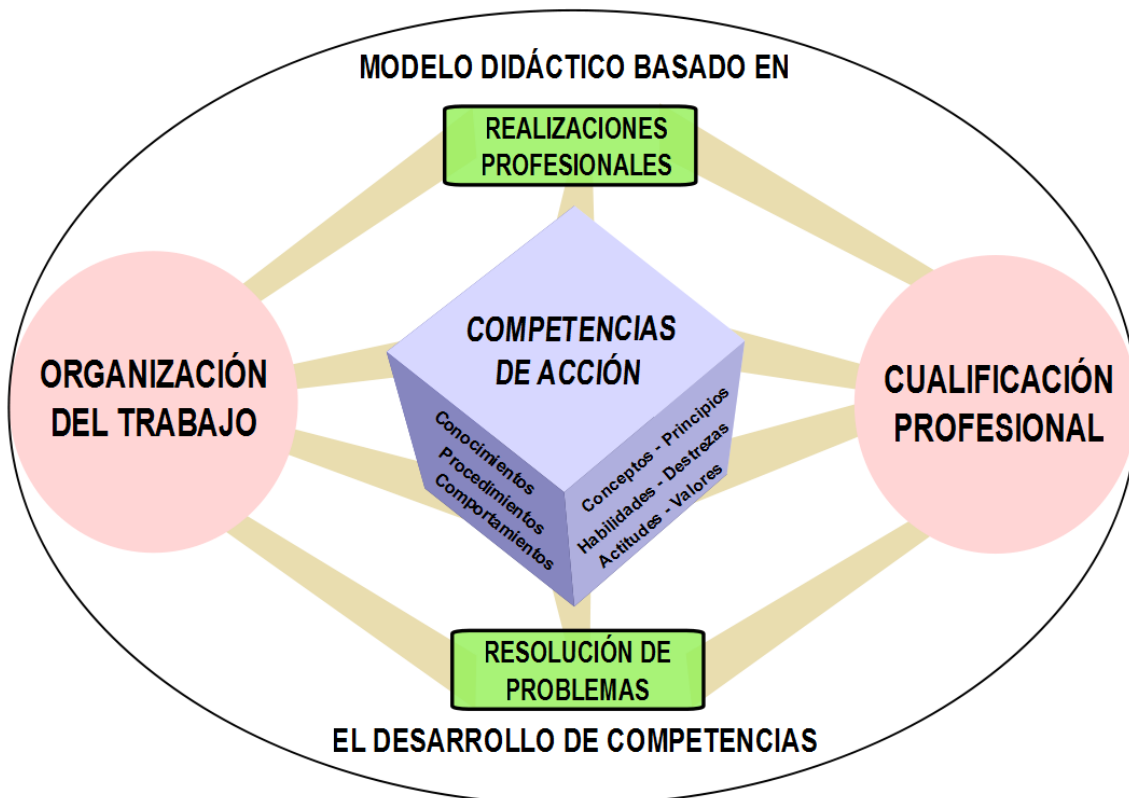 MODELO DIDÁCTICO BASADO EN
REALIZACIONES
PROFESIONALES
COMPETENCIAS
DE ACCIÓN
ORGANIZACIÓN
DEL TRABAJO
CUALIFICACIÓN
PROFESIONAL
Conocimientos
Procedimientos
Comportamientos
Conceptos - Principios
Habilidades - Destrezas
Actitudes - Valores
RESOLUCIÓN DE
PROBLEMAS
EL DESARROLLO DE COMPETENCIAS